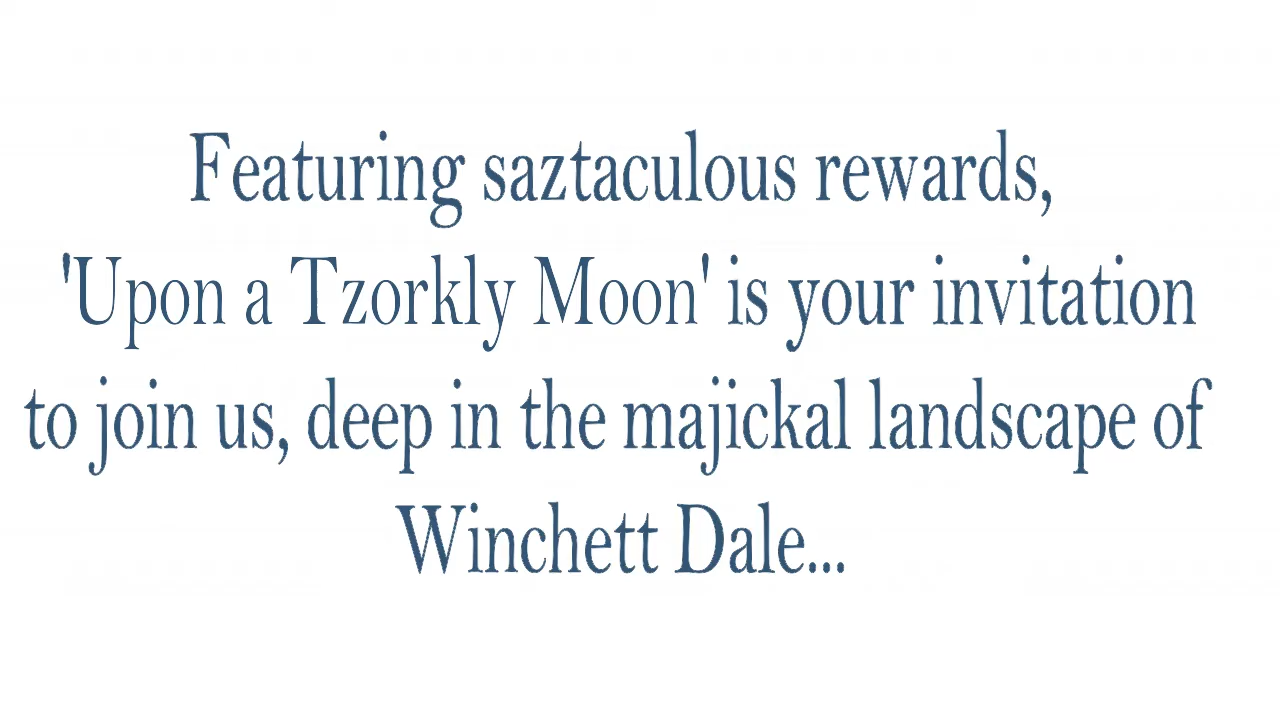 Featuring saztaculous rewards,
'Upon a Tzorkly Moon' is your invitation
to join us, deep in the majickal landscape of
Winchett Dale...